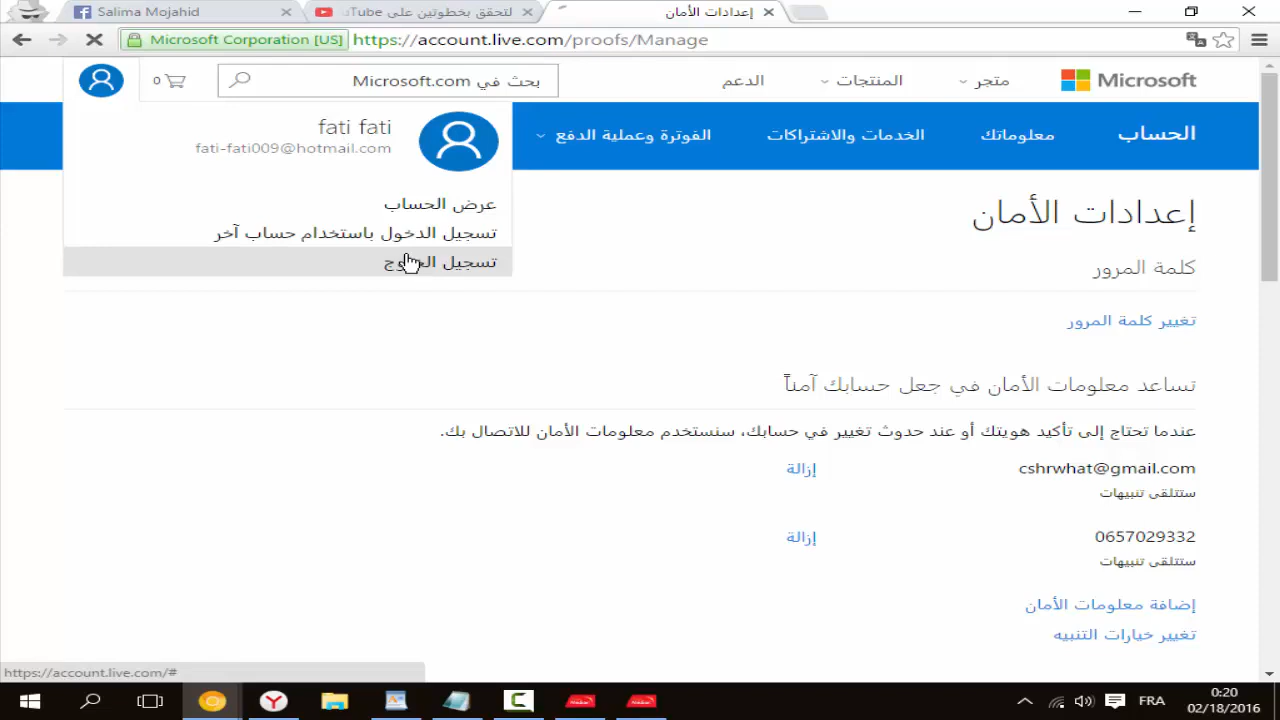 Salima Mojahid
للتحقق بخطوتين على uTube
إعدادات الأمان
Microsoft Corporation [US]
https://account.live.com/proofs/Manage
Microsoft
متجر
المنتجات
الدعم
بحث في Microsoft.com
0
الحساب
معلوماتك
الخدمات والاشتراكات
الفوترة وعملية الدفع
fati fati
fati-fati009@hotmail.com
عرض الحساب
تسجيل الدخول باستخدام حساب آخر
تسجيل الخروج
إعدادات الأمان
كلمة المرور
تغيير كلمة المرور
تساعد معلومات الأمان في جعل حسابك آمناً
عندما تحتاج إلى تأكيد هويتك أو عند حدوث تغيير في حسابك، سنستخدم معلومات الأمان للاتصال بك.
cshrwhat@gmail.com
إزالة
ستتلقى تنبيهات
0657029332
إزالة
ستتلقى تنبيهات
إضافة معلومات الأمان
تغيير خيارات التنبيه
https://account.live.com/#
FRA
0:20
02/18/2016